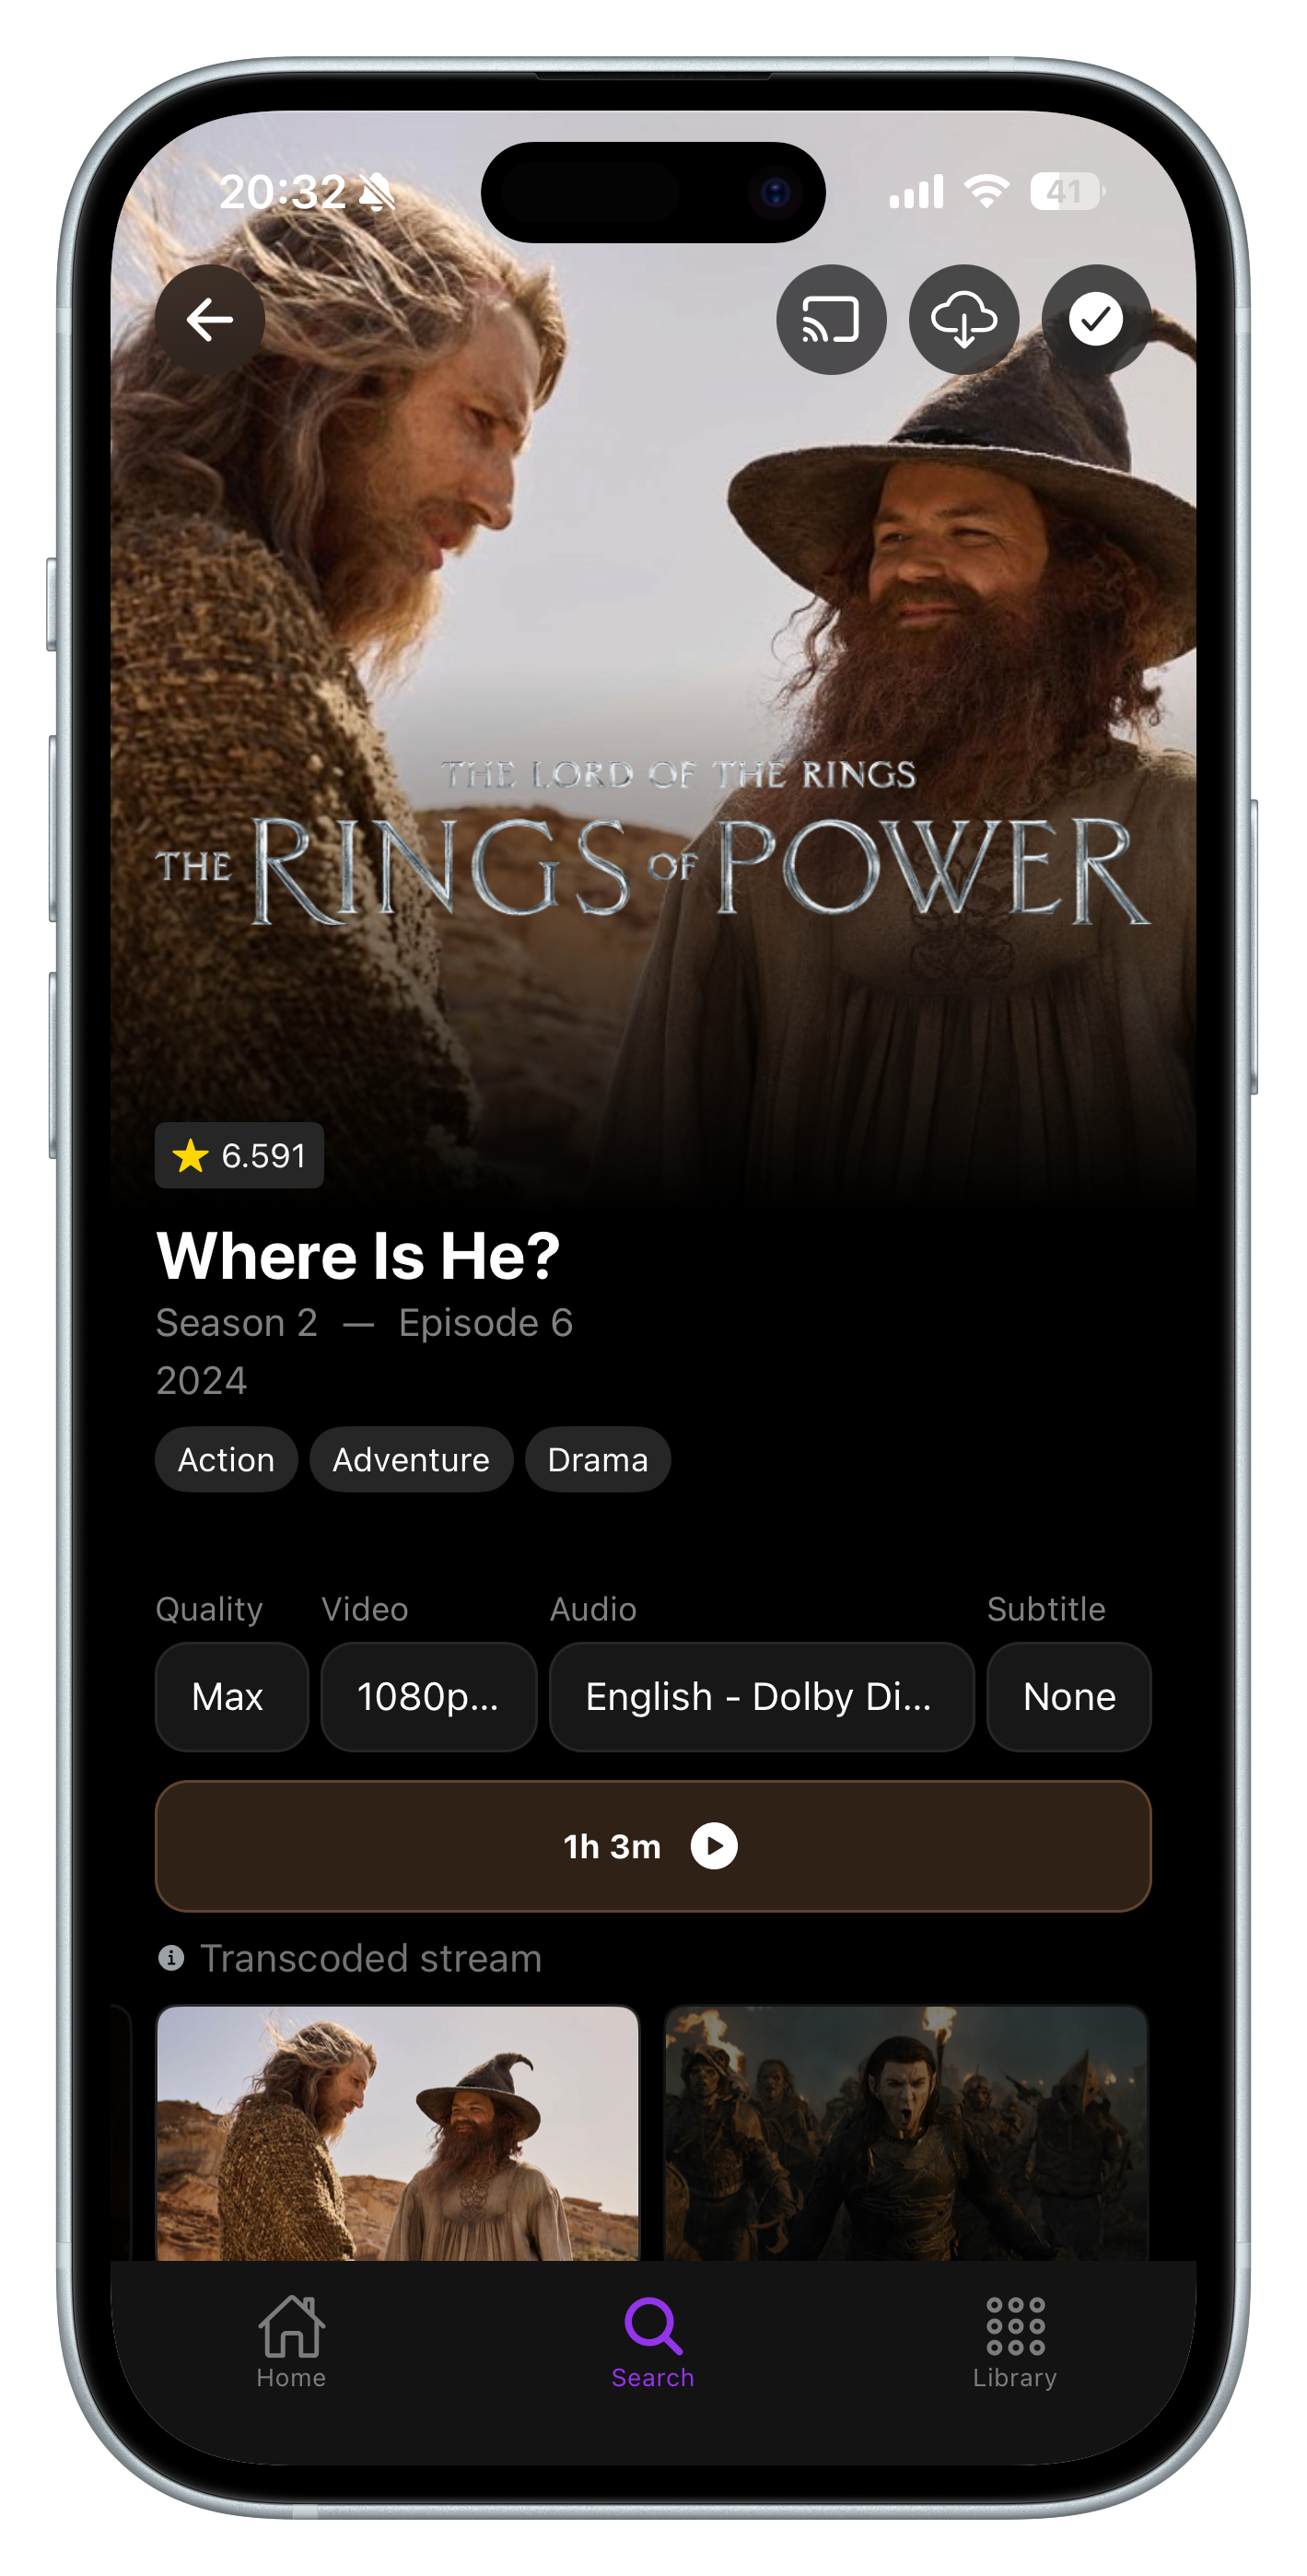 20:32 41
THE LORD OF THE RINGS
THE RINGS OF POWER
6.591
Where Is He?
Season 2 — Episode 6
2024
Action Adventure Drama
Quality Video Audio Subtitle
Max 1080p... English - Dolby Di... None
1h 3m
Transcoded stream
Home Search Library